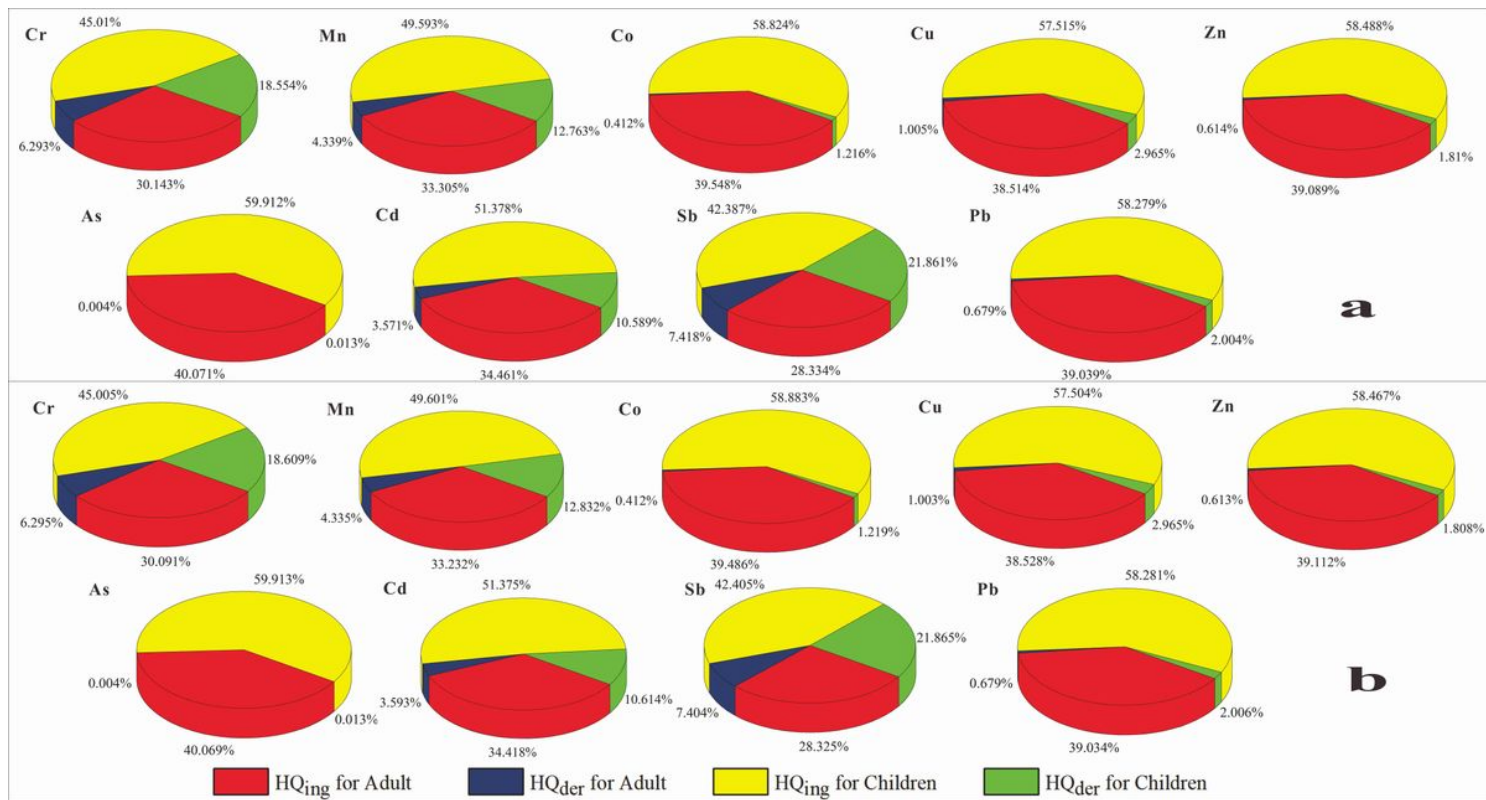 45.01% 49.593% 58.824% 57.515% 58.488%
Cr Mn Co Cu Zn
18.554% 12.763% 0.412% 1.216% 1.005% 2.965% 0.614% 1.81%
6.293% 4.339%
30.143% 33.305% 39.548% 38.514% 39.089%
As 59.912% Cd 51.378% Sb 42.387% Pb 58.279%
0.004% 0.013% 3.571% 10.589% 7.418% 21.861% 0.679% 2.004%
a
40.071% 34.461% 28.334% 39.039%
45.005% 49.601% 58.883% 57.504% 58.467%
Cr Mn Co Cu Zn
18.609% 12.832% 0.412% 1.219% 1.003% 2.965% 0.613% 1.808%
6.295% 4.335%
30.091% 33.232% 39.486% 38.528% 39.112%
As 59.913% Cd 51.375% Sb 42.405% Pb 58.281%
0.004% 0.013% 3.593% 10.614% 7.404% 21.865% 0.679% 2.006%
b
40.069% 34.418% 28.325% 39.034%
HQing for Adult HQder for Adult HQing for Children HQder for Children